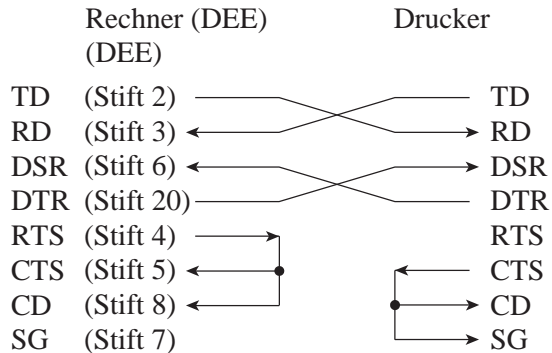 Rechner (DEE) Drucker
(DEE)
TD (Stift 2) TD
RD (Stift 3) RD
DSR (Stift 6) DSR
DTR (Stift 20) DTR
RTS (Stift 4) RTS
CTS (Stift 5) CTS
CD (Stift 8) CD
SG (Stift 7) SG